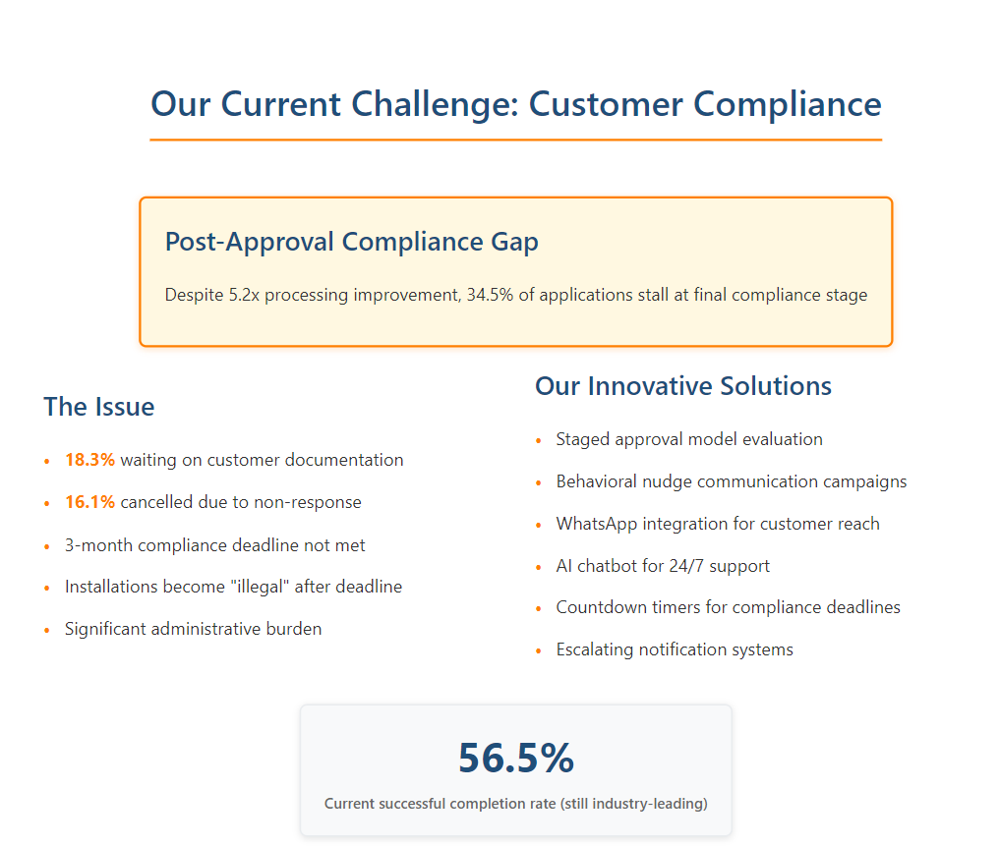 Our Current Challenge: Customer Compliance
Post-Approval Compliance Gap
Despite 5.2x processing improvement, 34.5% of applications stall at final compliance stage
The Issue
• 18.3% waiting on customer documentation
• 16.1% cancelled due to non-response
• 3-month compliance deadline not met
• Installations become "illegal" after deadline
• Significant administrative burden
Our Innovative Solutions
• Staged approval model evaluation
• Behavioral nudge communication campaigns
• WhatsApp integration for customer reach
• AI chatbot for 24/7 support
• Countdown timers for compliance deadlines
• Escalating notification systems
56.5%
Current successful completion rate (still industry-leading)